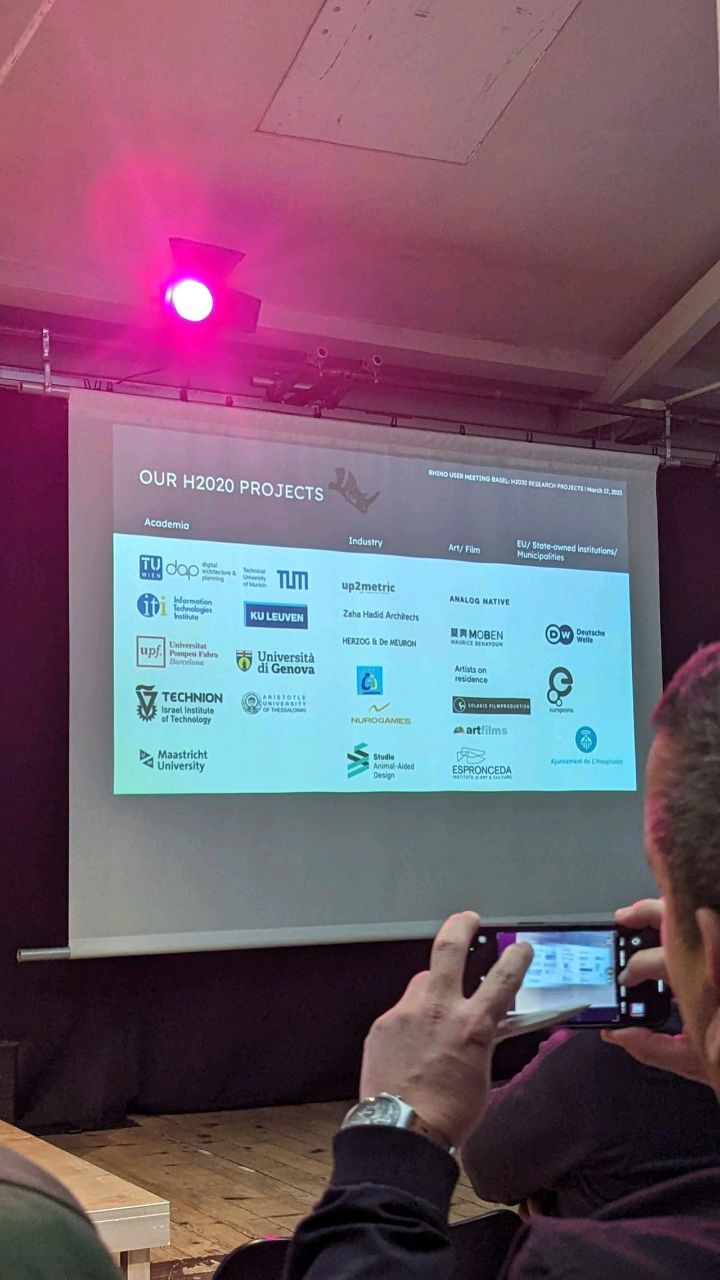 OUR H2020 PROJECTS
RHINO USER MEETING BASEL: H2020 RESEARCH PROJECTS I March 17, 2023
Academia
Industry
Art/ Film
EU/ State-owned institutions/
Municipalities
TU
WIEN
dap
digital
architecture &
planning
Technical
University
of Munich
TUM
iti
Information
Technologies
Institute
KU LEUVEN
upf.
Universitat
Pompeu Fabra
Barcelona
Università
di Genova
TECHNION
Israel Institute
of Technology
ARISTOTLE
UNIVERSITY
OF THESSALONIKI
Maastricht
University
up2metric
Zaha Hadid Architects
HERZOG & De MEURON
NUROGAMES
Studio
Animal-Aided
Design
ANALOG NATIVE
MOBEN
MAURICE BENAYOUN
Artists on
residence
SOLARIS FILMPRODUKTION
artfilms
ESPRONCEDA
INSTITUTE of ART & CULTURE
DW
Deutsche
Welle
europeana
Ajuntament de L'Hospitalet